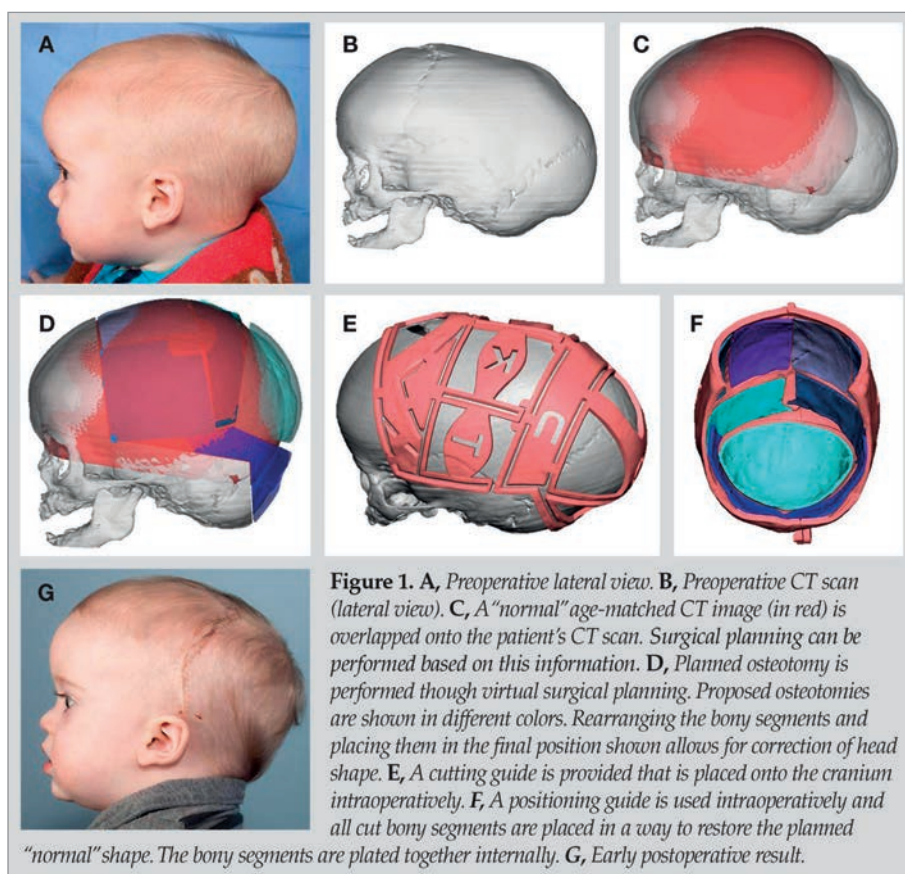 A
B
C
D
E
F
K
T
U
G
Figure 1. A, Preoperative lateral view. B, Preoperative CT scan
(lateral view). C, A “normal” age-matched CT image (in red) is
overlapped onto the patient’s CT scan. Surgical planning can be
performed based on this information. D, Planned osteotomy is
performed though virtual surgical planning. Proposed osteotomies
are shown in different colors. Rearranging the bony segments and
placing them in the final position shown allows for correction of head
shape. E, A cutting guide is provided that is placed onto the cranium
intraoperatively. F, A positioning guide is used intraoperatively and
all cut bony segments are placed in a way to restore the planned
“normal” shape. The bony segments are plated together internally. G, Early postoperative result.